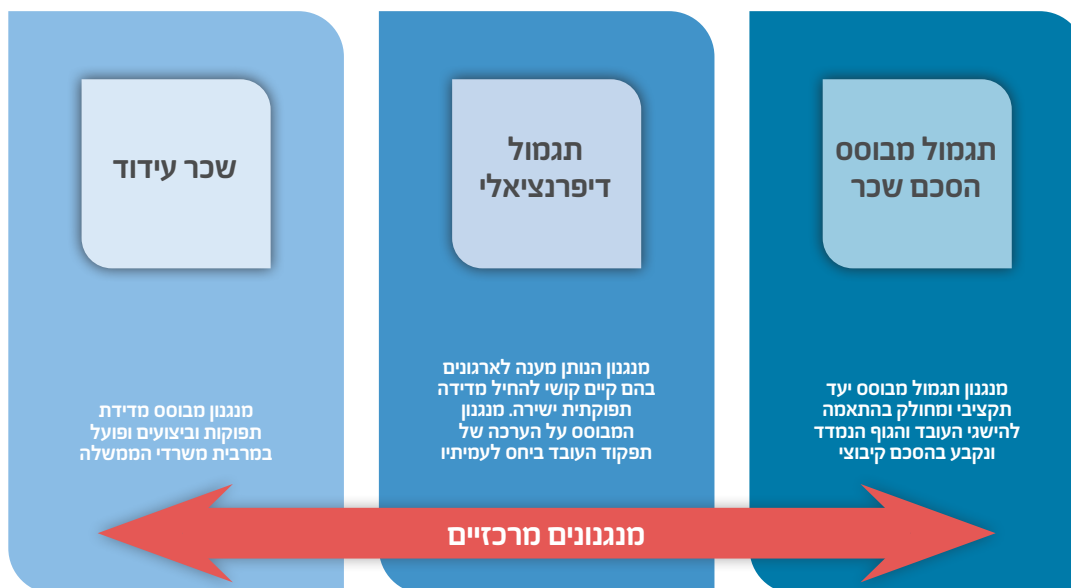 תגמול מבוסס
הסכם שכר
מנגנון תגמול מבוסס יעד
תקציבי ומחולק בהתאמה
להישגי העובד והגוף הנמדד
ונקבע בהסכם קיבוצי
תגמול
דיפרנציאלי
מנגנון הנותן מענה לארגונים
בהם קיים קושי להחיל מדידה
תפוקתית ישירה. מנגנון
המבוסס על הערכה של
תפקוד העובד ביחס לעמיתיו
שכר עידוד
מנגנון מבוסס מדידת
תפוקות וביצועים ופועל
במרבית משרדי הממשלה
מנגנונים מרכזיים